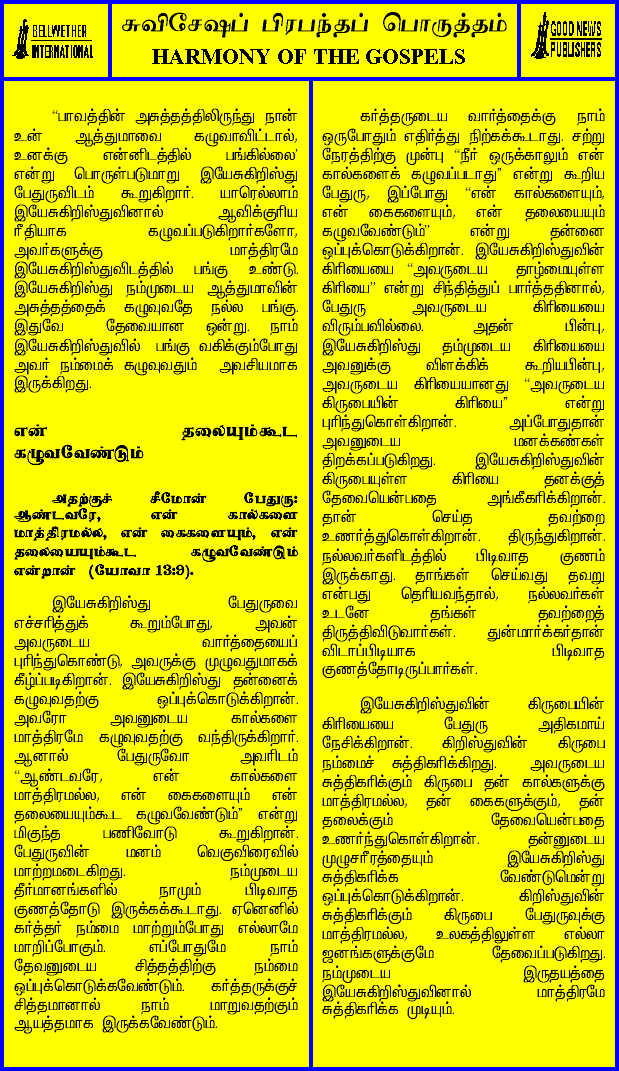 BELLWETHER
INTERNATIONAL
சுவிசேஷப் பிரபந்தப் பொருத்தம்
HARMONY OF THE GOSPELS
GOOD NEWS
PUBLISHERS
“பாவத்தின் அசுத்தத்திலிருந்து நான்
உன் ஆத்துமாவை கழுவாவிட்டால்,
உனக்கு என்னிடத்தில் பங்கில்லை’
என்று பொருள்படுமாறு இயேசுகிறிஸ்து
பேதுருவிடம் கூறுகிறார். யாரெல்லாம்
இயேசுகிறிஸ்துவினால் ஆவிக்குரிய
ரீதியாக கழுவப்படுகிறார்களோ,
அவர்களுக்கு மாத்திரமே
இயேசுகிறிஸ்துவிடத்தில் பங்கு உண்டு.
இயேசுகிறிஸ்து நம்முடைய ஆத்துமாவின்
அசுத்தத்தைக் கழுவுவதே நல்ல பங்கு.
இதுவே தேவையான ஒன்று. நாம்
இயேசுகிறிஸ்துவில் பங்கு வகிக்கும்போது
அவர் நம்மைக் கழுவுவதும் அவசியமாக
இருக்கிறது.
என் தலையும்கூட
கழுவவேண்டும்
அதற்குச் சீமோன் பேதுரு:
ஆண்டவரே, என் கால்களை
மாத்திரமல்ல, என் கைகளையும், என்
தலையையும்கூட கழுவவேண்டும்
என்றான் (யோவா 13:9).
இயேசுகிறிஸ்து பேதுருவை
எச்சரித்துக் கூறும்போது, அவன்
அவருடைய வார்த்தையைப்
புரிந்துகொண்டு, அவருக்கு முழுவதுமாகக்
கீழ்ப்படிகிறான். இயேசுகிறிஸ்து தன்னைக்
கழுவுவதற்கு ஒப்புக்கொடுக்கிறான்.
அவரோ அவனுடைய கால்களை
மாத்திரமே கழுவுவதற்கு வந்திருக்கிறார்.
ஆனால் பேதுருவோ அவரிடம்
“ஆண்டவரே, என் கால்களை
மாத்திரமல்ல, என் கைகளையும் என்
தலையையும்கூட கழுவவேண்டும்” என்று
மிகுந்த பணிவோடு கூறுகிறான்.
பேதுருவின் மனம் வெகுவிரைவில்
மாற்றமடைகிறது. நம்முடைய
தீர்மானங்களில் நாமும் பிடிவாத
குணத்தோடு இருக்கக்கூடாது. ஏனெனில்
கர்த்தர் நம்மை மாற்றும்போது எல்லாமே
மாறிப்போகும். எப்போதுமே நாம்
தேவனுடைய சித்தத்திற்கு நம்மை
ஒப்புக்கொடுக்கவேண்டும். கர்த்தருக்குச்
சித்தமானால் நாம் மாறுவதற்கும்
ஆயத்தமாக இருக்கவேண்டும்.
கர்த்தருடைய வார்த்தைக்கு நாம்
ஒருபோதும் எதிர்த்து நிற்கக்கூடாது. சற்று
நேரத்திற்கு முன்பு “நீர் ஒருக்காலும் என்
கால்களைக் கழுவப்படாது” என்று கூறிய
பேதுரு, இப்போது “என் கால்களையும்,
என் கைகளையும், என் தலையையும்
கழுவவேண்டும்” என்று தன்னை
ஒப்புக்கொடுக்கிறான். இயேசுகிறிஸ்துவின்
கிரியையை “அவருடைய தாழ்மையுள்ள
கிரியை” என்று சிந்தித்துப் பார்த்ததினால்,
பேதுரு அவருடைய கிரியையை
விரும்பவில்லை. அதன் பின்பு,
இயேசுகிறிஸ்து தம்முடைய கிரியையை
அவனுக்கு விளக்கிக் கூறியபின்பு,
அவருடைய கிரியையானது “அவருடைய
கிருபையின் கிரியை” என்று
புரிந்துகொள்கிறான். அப்போதுதான்
அவனுடைய மனக்கண்கள்
திறக்கப்படுகிறது. இயேசுகிறிஸ்துவின்
கிருபையுள்ள கிரியை தனக்குத்
தேவையென்பதை அங்கீகரிக்கிறான்.
தான் செய்த தவற்றை
உணர்த்துகொள்கிறான். திருந்துகிறான்.
நல்லவர்களிடத்தில் பிடிவாத குணம்
இருக்காது. தாங்கள் செய்வது தவறு
என்பது தெரியவந்தால், நல்லவர்கள்
உடனே தங்கள் தவற்றைத்
திருத்திவிடுவார்கள். துன்மார்க்கர்தான்
விடாப்பிடியாக பிடிவாத
குணத்தோடிருப்பார்கள்.
இயேசுகிறிஸ்துவின் கிருபையின்
கிரியையை பேதுரு அதிகமாய்
நேசிக்கிறான். கிறிஸ்துவின் கிருபை
நம்மைச் சுத்திகரிக்கிறது. அவருடைய
சுத்திகரிக்கும் கிருபை தன் கால்களுக்கு
மாத்திரமல்ல, தன் கைகளுக்கும், தன்
தலைக்கும் தேவையென்பதை
உணர்ந்துகொள்கிறான். தன்னுடைய
முழுசரீரத்தையும் இயேசுகிறிஸ்து
சுத்திகரிக்க வேண்டுமென்று
ஒப்புக்கொடுக்கிறான். கிறிஸ்துவின்
சுத்திகரிக்கும் கிருபை பேதுருவுக்கு
மாத்திரமல்ல, உலகத்திலுள்ள எல்லா
ஜனங்களுக்குமே தேவைப்படுகிறது.
நம்முடைய இருதயத்தை
இயேசுகிறிஸ்துவினால் மாத்திரமே
சுத்திகரிக்க முடியும்.